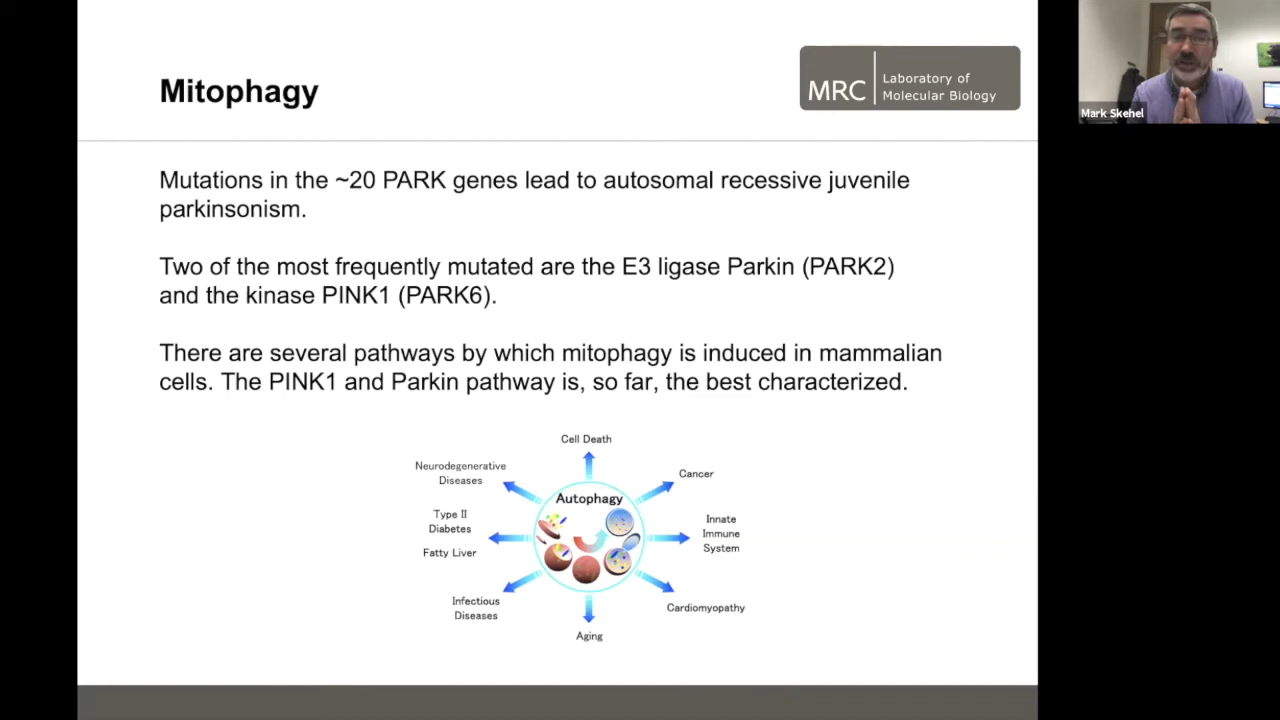 Mitophagy
MRC
Laboratory of
Molecular Biology
Mark Skehel
Mutations in the ~20 PARK genes lead to autosomal recessive juvenile
parkinsonism.
Two of the most frequently mutated are the E3 ligase Parkin (PARK2)
and the kinase PINK1 (PARK6).
There are several pathways by which mitophagy is induced in mammalian
cells. The PINK1 and Parkin pathway is, so far, the best characterized.
Cell Death
Neurodegenerative
Diseases
Cancer
Autophagy
Type II
Diabetes
Innate
Immune
System
Fatty Liver
Infectious
Diseases
Cardiomyopathy
Aging